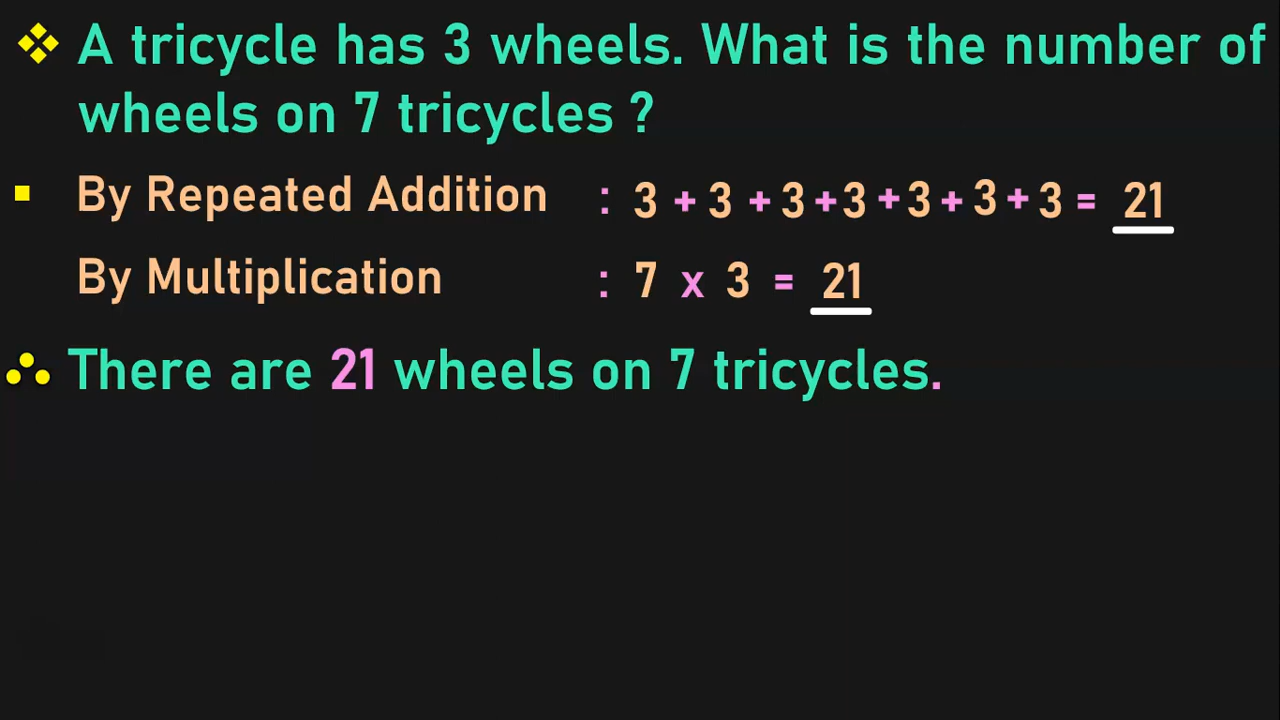 A tricycle has 3 wheels. What is the number of
wheels on 7 tricycles ?
By Repeated Addition : 3 + 3 + 3 + 3 + 3 + 3 + 3 = 21
By Multiplication : 7 x 3 = 21
∴ There are 21 wheels on 7 tricycles.